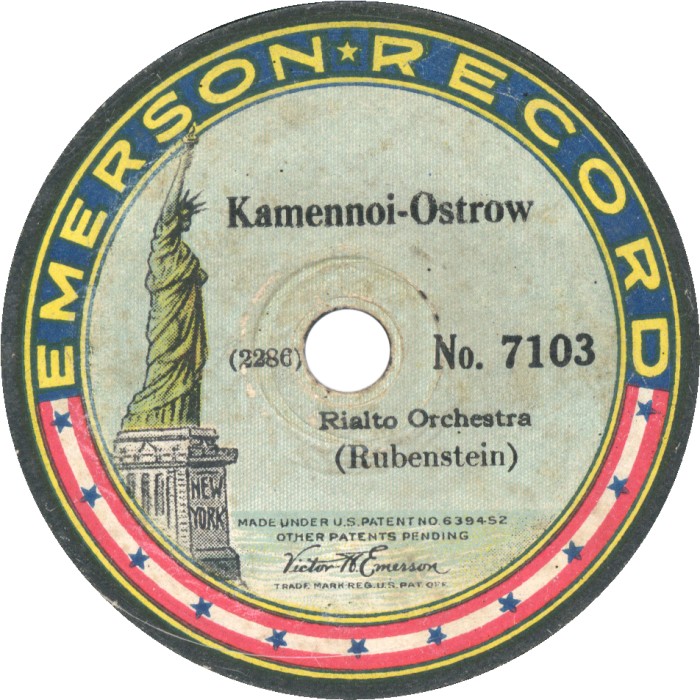 EMERSON ★ RECORD
Kamennoi-Ostrow
(2286)
No. 7103
Rialto Orchestra
(Rubenstein)
NEW
YORK
MADE UNDER U.S. PATENT NO. 639452
OTHER PATENTS PENDING
Victor H. Emerson
TRADE MARK REG. U.S. PAT. OFF.